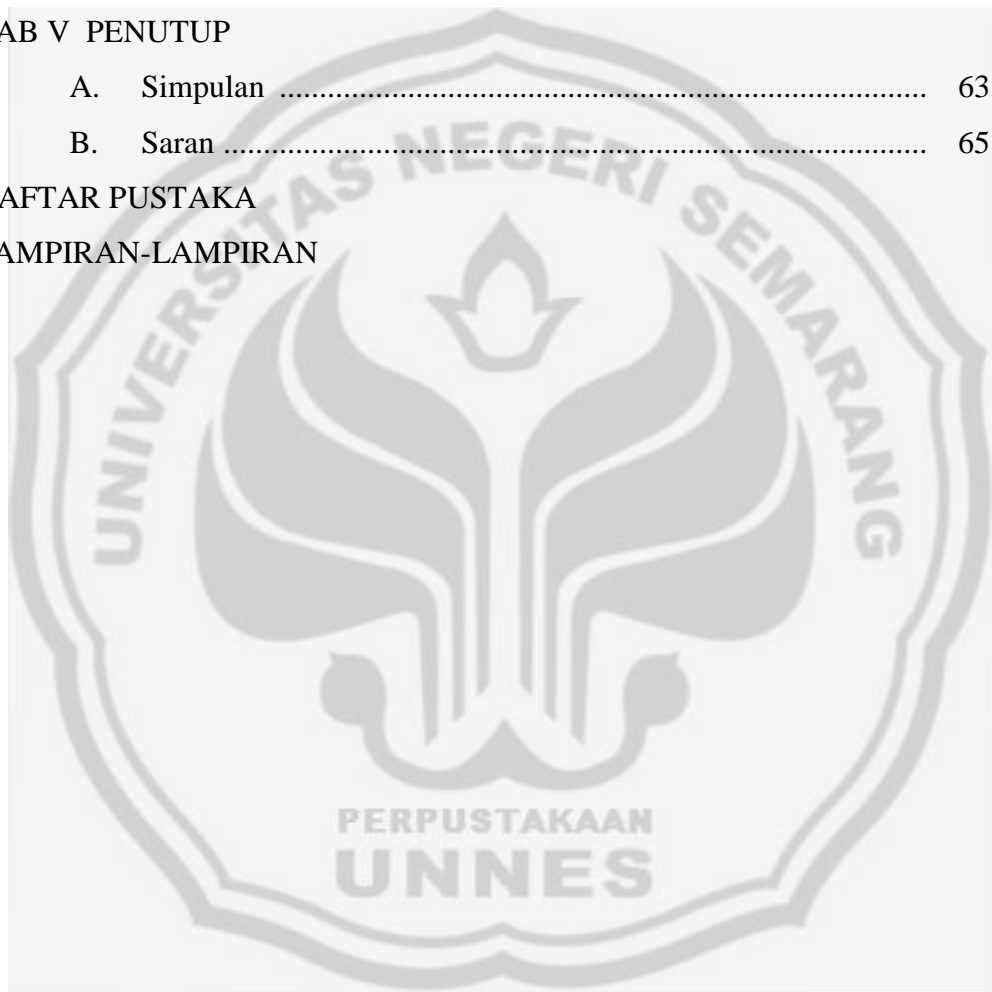 AB V PENUTUP
A. Simpulan ........................................................................... 63
B. Saran ................................................................................. 65
AFTAR PUSTAKA
AMPIRAN-LAMPIRAN
UNIVERSITAS NEGERI SEMARANG
PERPUSTAKAAN
UNNES